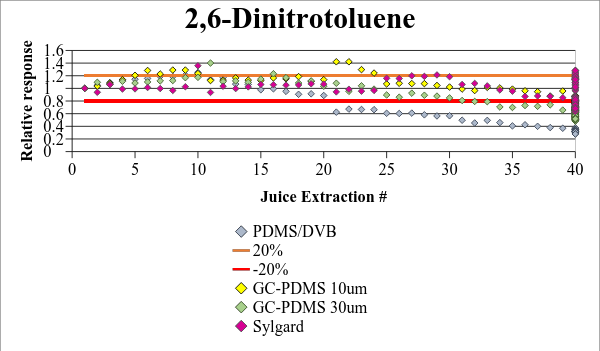 2,6-Dinitrotoluene
Relative response
1.6
1.4
1.2
1
0.8
0.6
0.4
0.2
0
0 5 10 15 20 25 30 35 40
Juice Extraction #
PDMS/DVB
20%
-20%
GC-PDMS 10um
GC-PDMS 30um
Sylgard